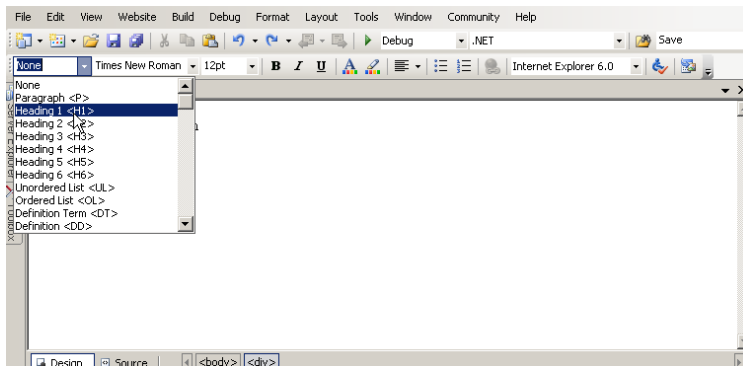 File Edit View Website Build Debug Format Layout Tools Window Community Help
Debug .NET Save
None Times New Roman 12pt B I U A Internet Explorer 6.0
None
Paragraph <P>
Heading 1 <H1>
Heading 2 <H2>
Heading 3 <H3>
Heading 4 <H4>
Heading 5 <H5>
Heading 6 <H6>
Unordered List <UL>
Ordered List <OL>
Definition Term <DT>
Definition <DD>
Server Explorer
Toolbox
Design Source <body> <div>